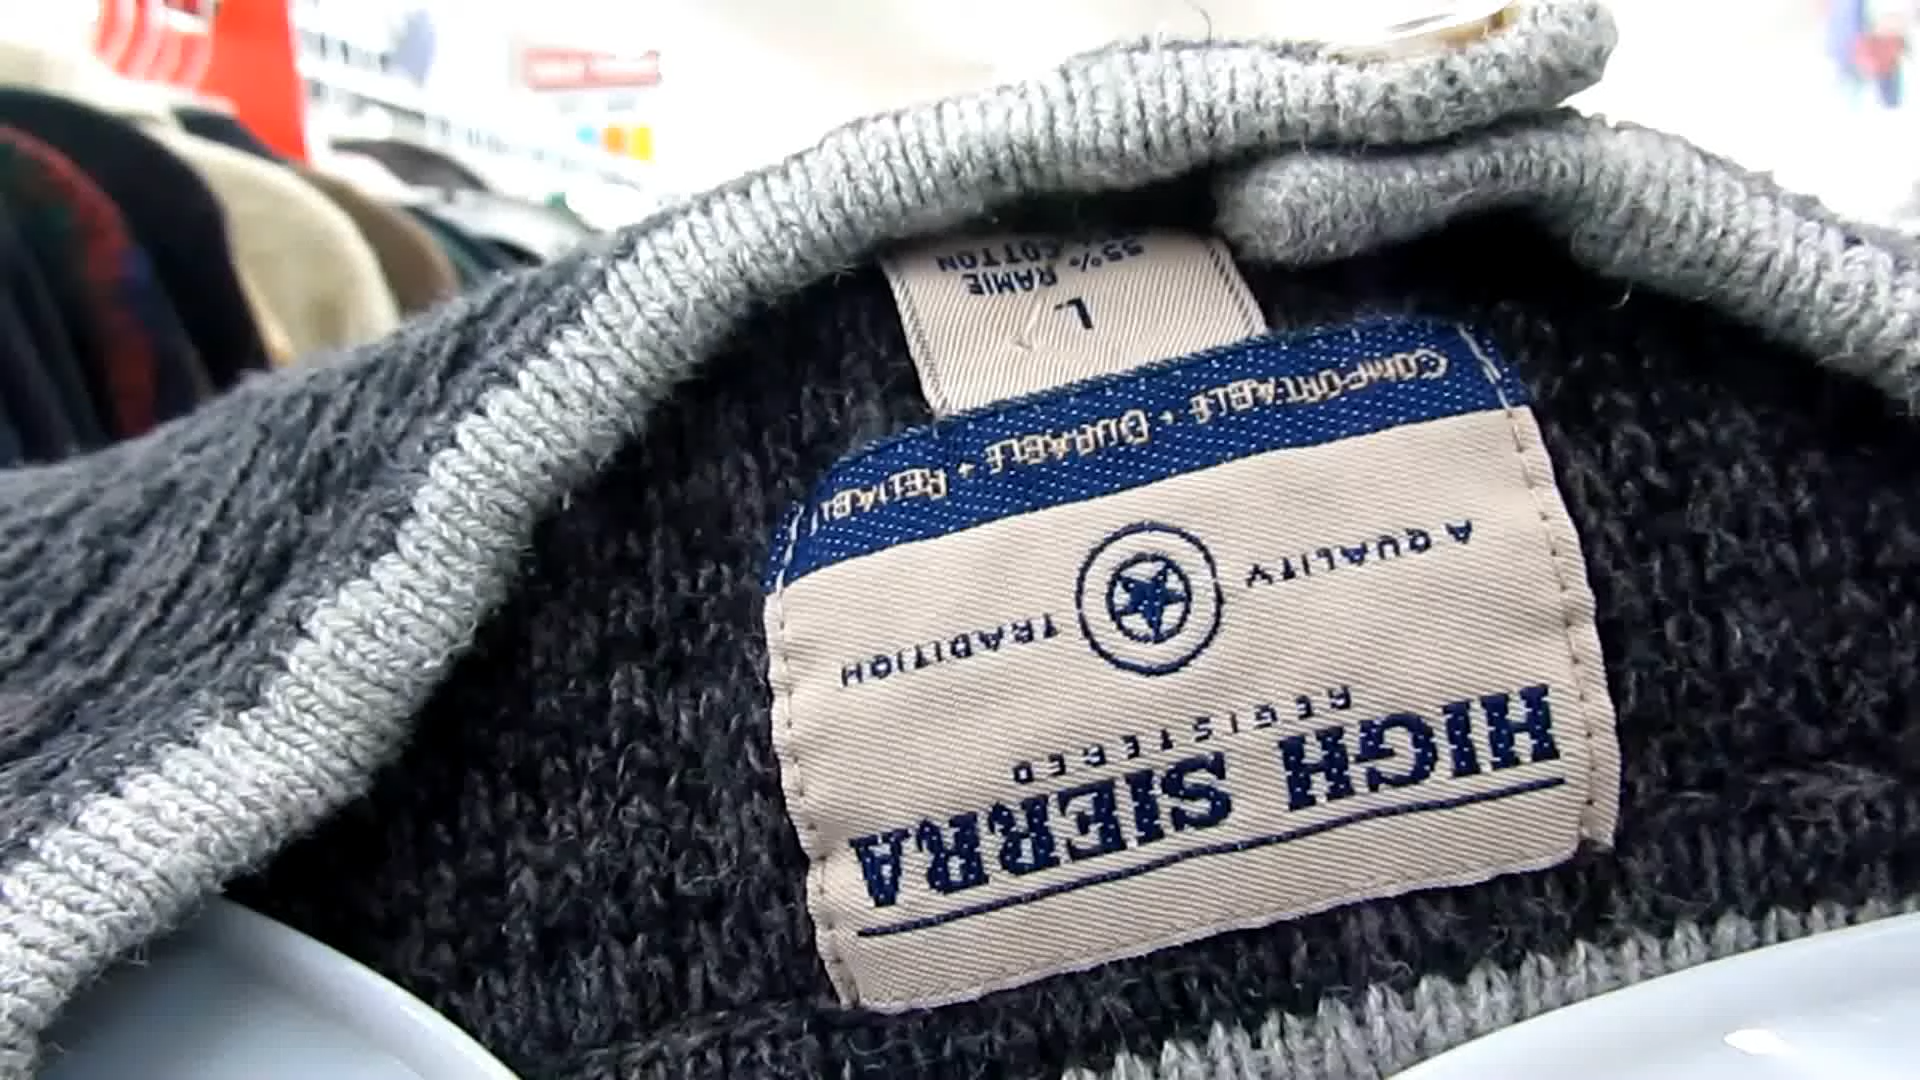 HIGH SIERRA
REGISTERED
A QUALITY TRADITION
COMFORTABLE + DURABLE + RELIABL
L
RAMIE
55% COTTON